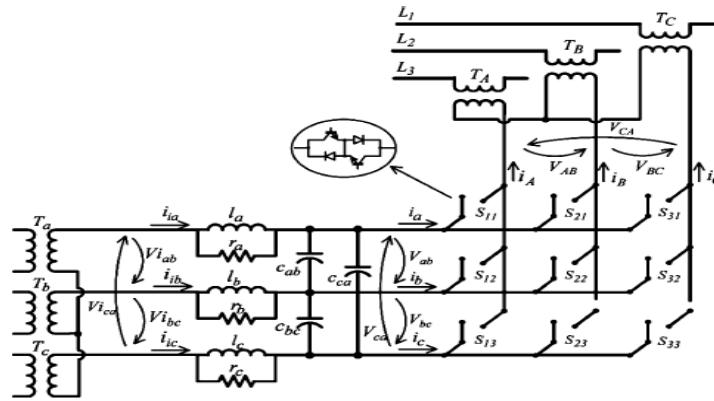 L1
TC
L2
TB
L3
TA
VCA
iA
VAB
iB
VBC
Ta
iia
la
ia
S11
S21
S31
ra
Viab
cab
cca
Vab
Tb
iib
lb
ib
S12
S22
S32
Vica
rb
Vibc
cbc
Vca
Vbc
Tc
iic
lc
ic
S13
S23
S33
rc